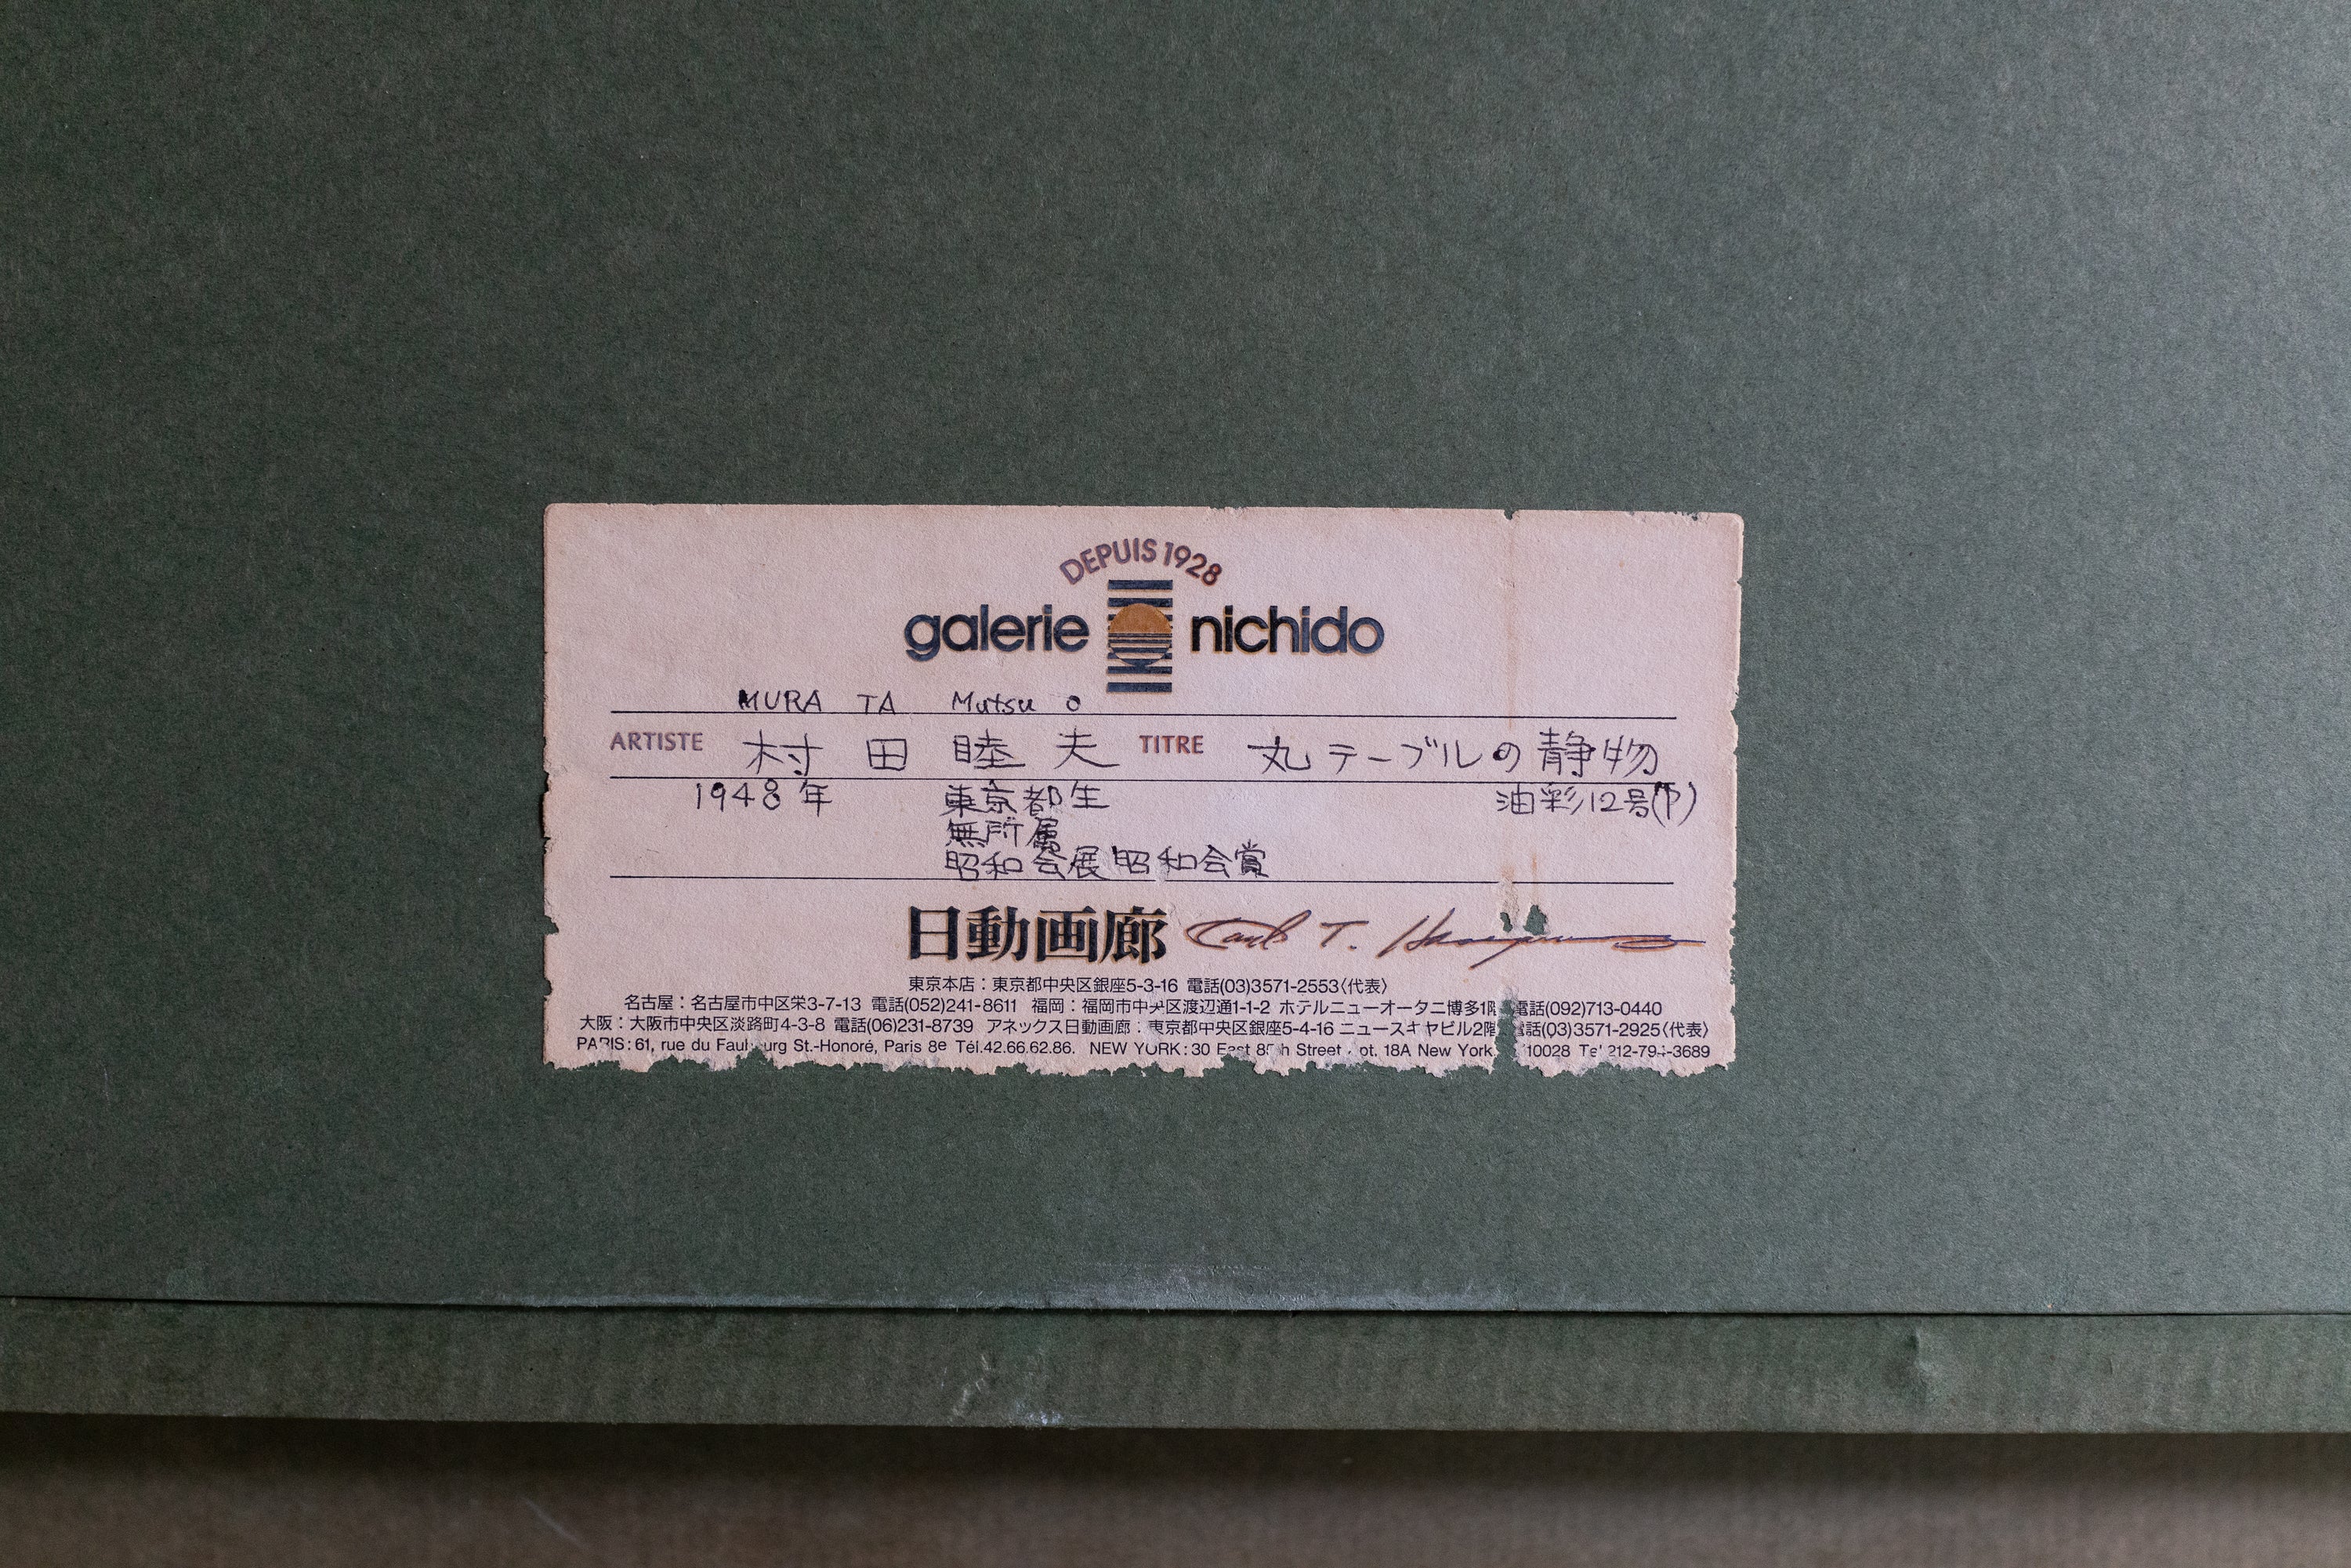 DEPUIS 1928
galerie nichido
MURA TA Mutsu o
ARTISTE 村田睦夫 TITRE 丸テーブルの静物
1948年 東京都生 油彩12号(P)
無所属
昭和会展昭和会賞
日動画廊
東京本店:東京都中央区銀座5-3-16 電話(03)3571-2553〈代表〉
名古屋:名古屋市中区栄3-7-13 電話(052)241-8611 福岡:福岡市中央区渡辺通1-1-2 ホテルニューオータニ博多1階 電話(092)713-0440
大阪:大阪市中央区淡路町4-3-8 電話(06)231-8739 アネックス日動画廊:東京都中央区銀座5-4-16 ニュースキヤビル2階 電話(03)3571-2925〈代表〉
PARIS:61, rue du Faubourg St.-Honoré, Paris 8e Tél.42.66.62.86. NEW YORK:30 East 85th Street 18A New York 10028 Tel 212-794-3689